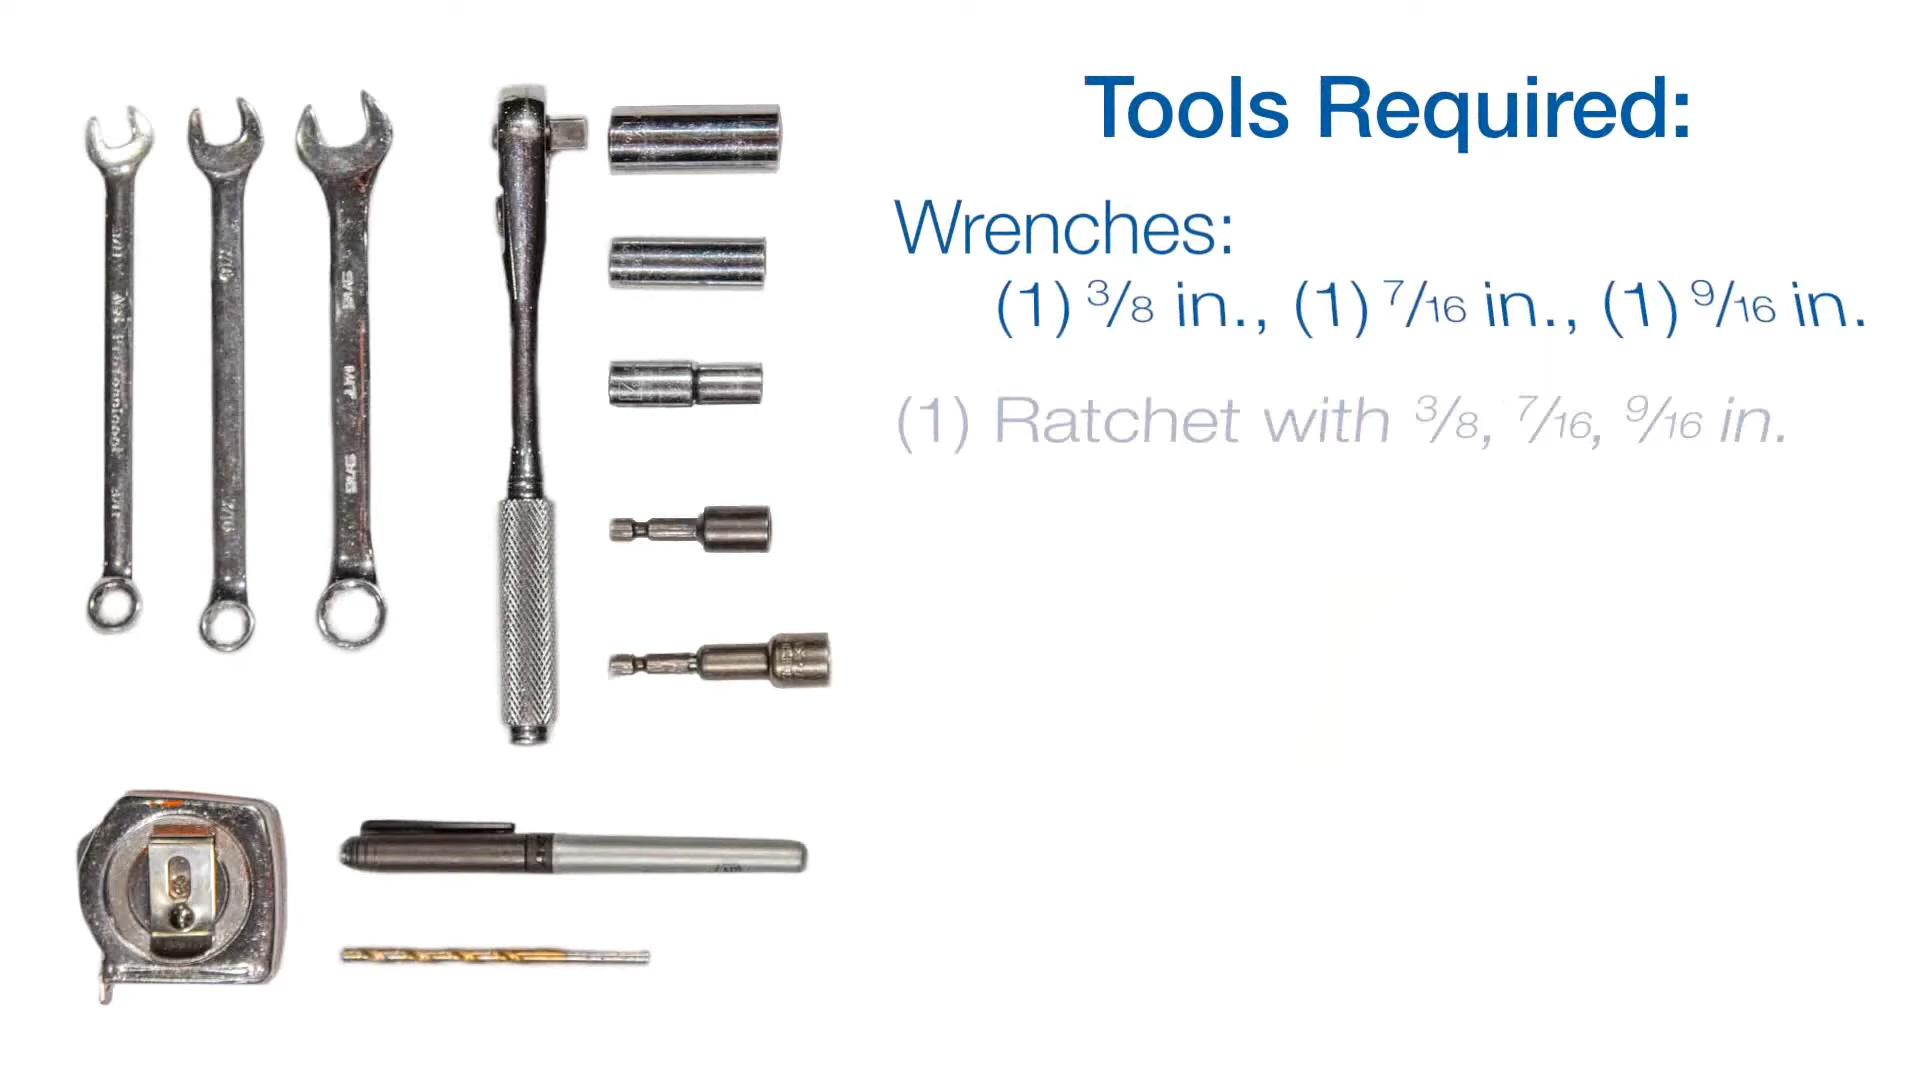 Tools Required:
Wrenches:
(1) 3/8 in., (1) 7/16 in., (1) 9/16 in.
(1) Ratchet with 3/8, 7/16, 9/16 in.